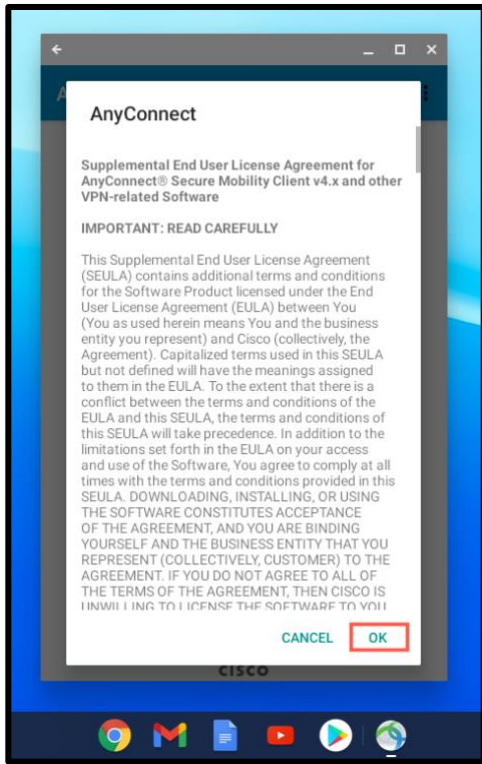 AnyConnect
Supplemental End User License Agreement for
AnyConnect® Secure Mobility Client v4.x and other
VPN-related Software
IMPORTANT: READ CAREFULLY
This Supplemental End User License Agreement
(SEULA) contains additional terms and conditions
for the Software Product licensed under the End
User License Agreement (EULA) between You
(You as used herein means You and the business
entity you represent) and Cisco (collectively, the
Agreement). Capitalized terms used in this SEULA
but not defined will have the meanings assigned
to them in the EULA. To the extent that there is a
conflict between the terms and conditions of the
EULA and this SEULA, the terms and conditions of
this SEULA will take precedence. In addition to the
limitations set forth in the EULA on your access
and use of the Software, You agree to comply at all
times with the terms and conditions provided in this
SEULA. DOWNLOADING, INSTALLING, OR USING
THE SOFTWARE CONSTITUTES ACCEPTANCE
OF THE AGREEMENT, AND YOU ARE BINDING
YOURSELF AND THE BUSINESS ENTITY THAT YOU
REPRESENT (COLLECTIVELY, CUSTOMER) TO THE
AGREEMENT. IF YOU DO NOT AGREE TO ALL OF
THE TERMS OF THE AGREEMENT, THEN CISCO IS
UNWILLING TO LICENSE THE SOFTWARE TO YOU
CANCEL OK
CISCO